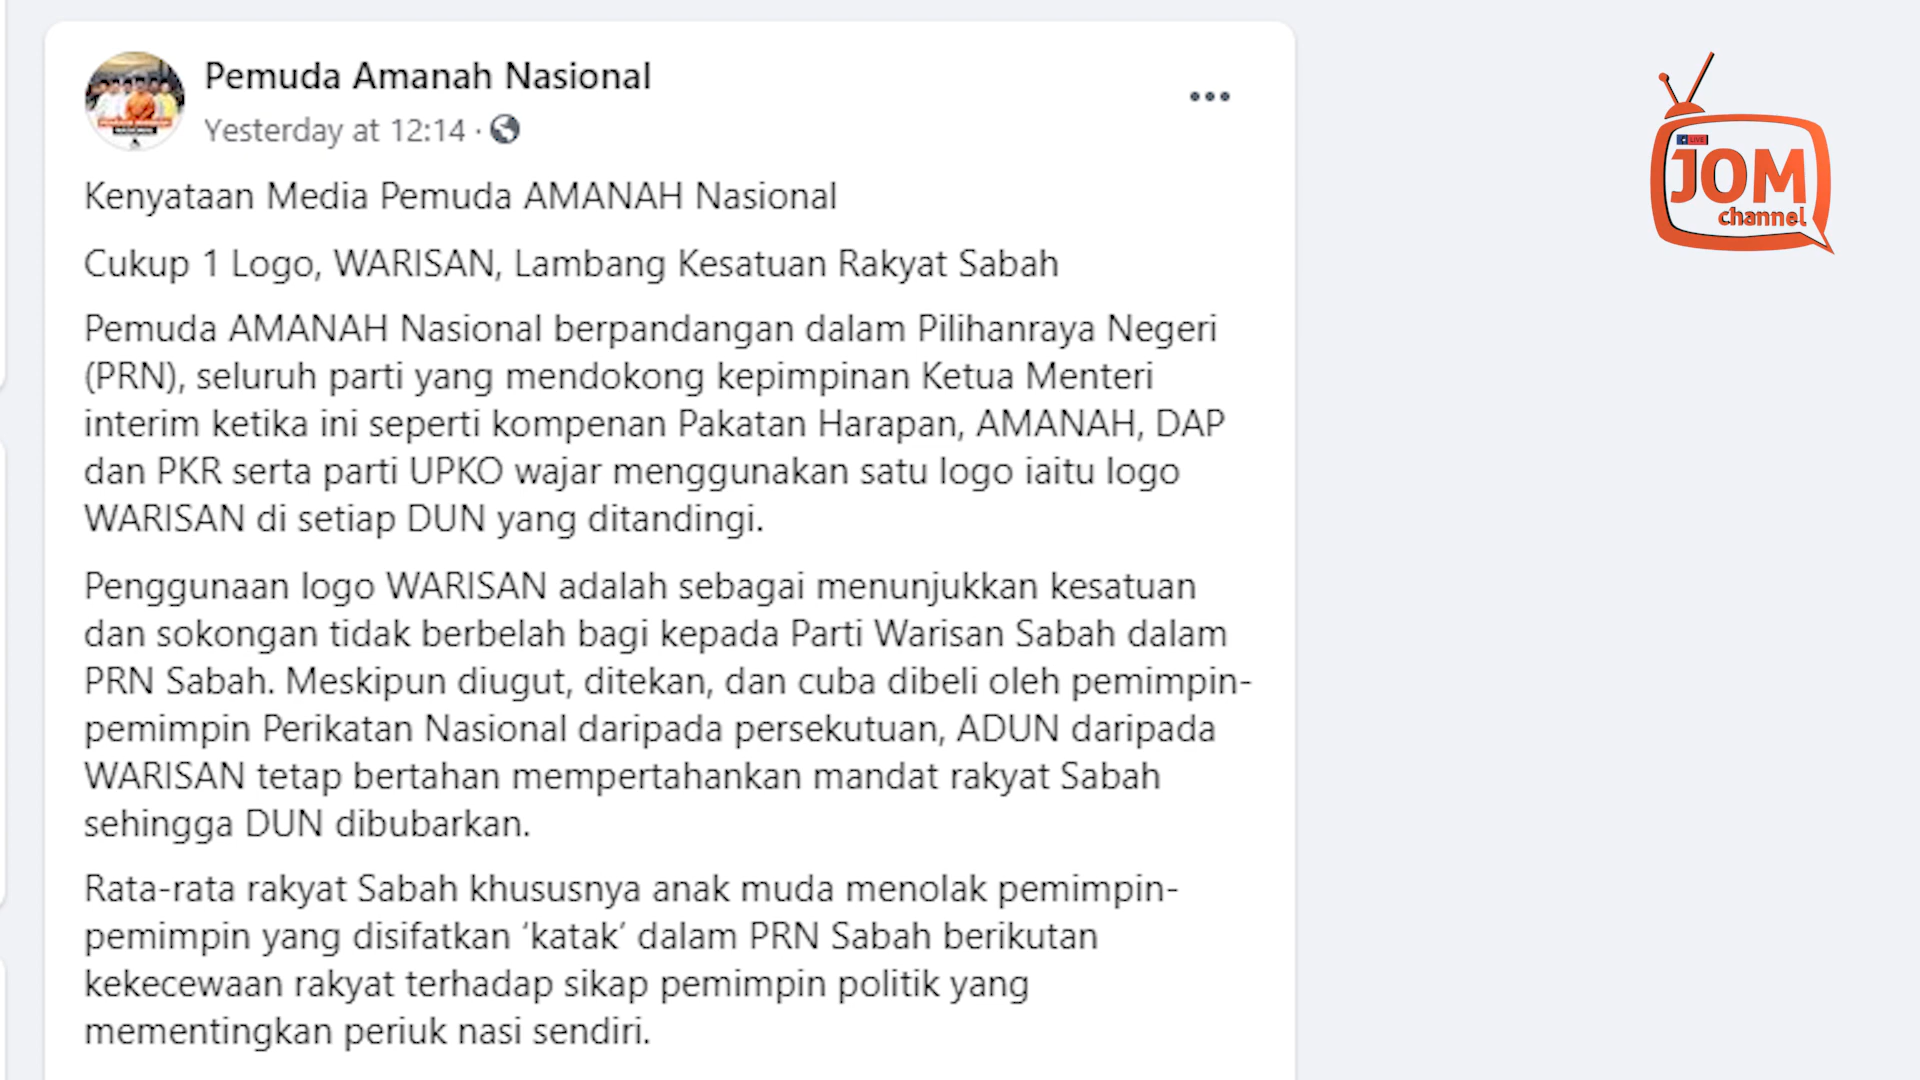 Pemuda Amanah Nasional
Yesterday at 12:14 ·
Kenyataan Media Pemuda AMANAH Nasional
Cukup 1 Logo, WARISAN, Lambang Kesatuan Rakyat Sabah
Pemuda AMANAH Nasional berpandangan dalam Pilihanraya Negeri
(PRN), seluruh parti yang mendokong kepimpinan Ketua Menteri
interim ketika ini seperti kompenan Pakatan Harapan, AMANAH, DAP
dan PKR serta parti UPKO wajar menggunakan satu logo iaitu logo
WARISAN di setiap DUN yang ditandingi.
Penggunaan logo WARISAN adalah sebagai menunjukkan kesatuan
dan sokongan tidak berbelah bagi kepada Parti Warisan Sabah dalam
PRN Sabah. Meskipun diugut, ditekan, dan cuba dibeli oleh pemimpin-
pemimpin Perikatan Nasional daripada persekutuan, ADUN daripada
WARISAN tetap bertahan mempertahankan mandat rakyat Sabah
sehingga DUN dibubarkan.
Rata-rata rakyat Sabah khususnya anak muda menolak pemimpin-
pemimpin yang disifatkan ‘katak’ dalam PRN Sabah berikutan
kekecewaan rakyat terhadap sikap pemimpin politik yang
mementingkan periuk nasi sendiri.
LIVE
JOM
channel